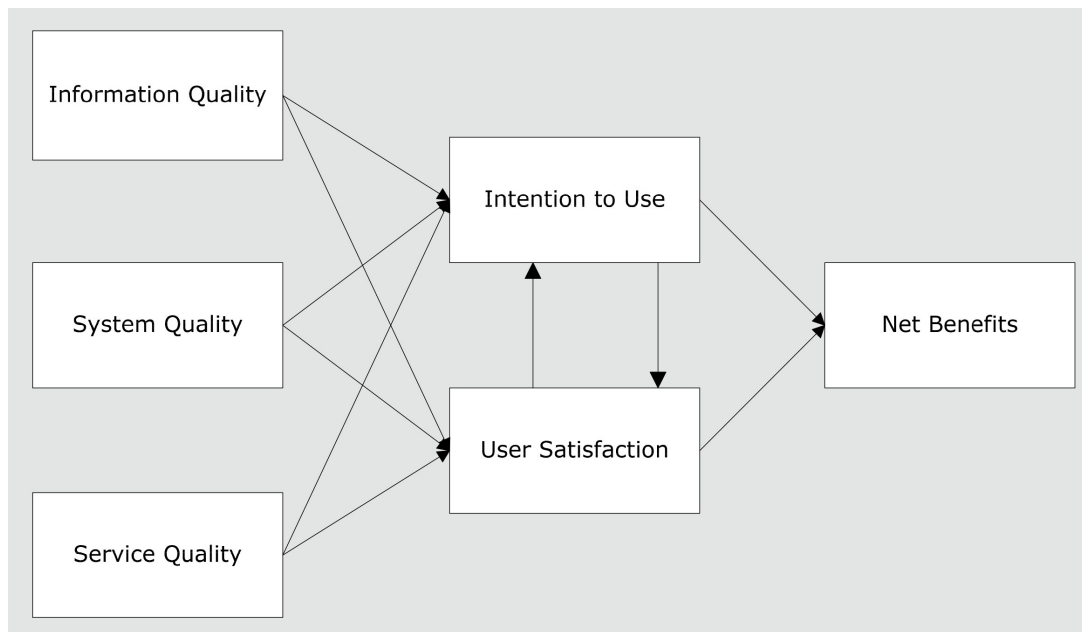 Information Quality
Intention to Use
System Quality
Net Benefits
User Satisfaction
Service Quality